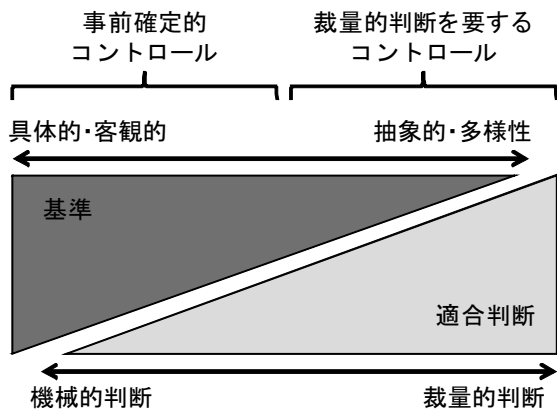 事前確定的
コントロール
裁量的判断を要する
コントロール
具体的・客観的
抽象的・多様性
基準
適合判断
機械的判断
裁量的判断